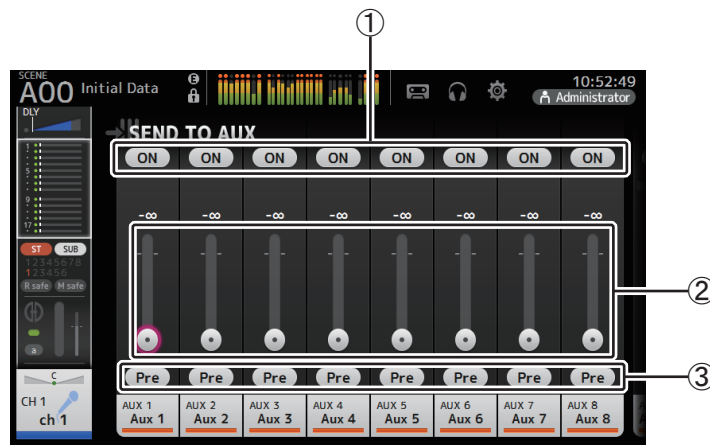 ①
SCENE
A00 Initial Data
E
10:52:49
Administrator
DLY
SEND TO AUX
ON ON ON ON ON ON ON ON
1
5
9
17
-∞ -∞ -∞ -∞ -∞ -∞ -∞ -∞
ST SUB
12345678
123456
R safe M safe
②
a
C
Pre Pre Pre Pre Pre Pre Pre Pre
③
CH 1
ch 1
AUX 1 AUX 2 AUX 3 AUX 4 AUX 5 AUX 6 AUX 7 AUX 8
Aux 1 Aux 2 Aux 3 Aux 4 Aux 5 Aux 6 Aux 7 Aux 8